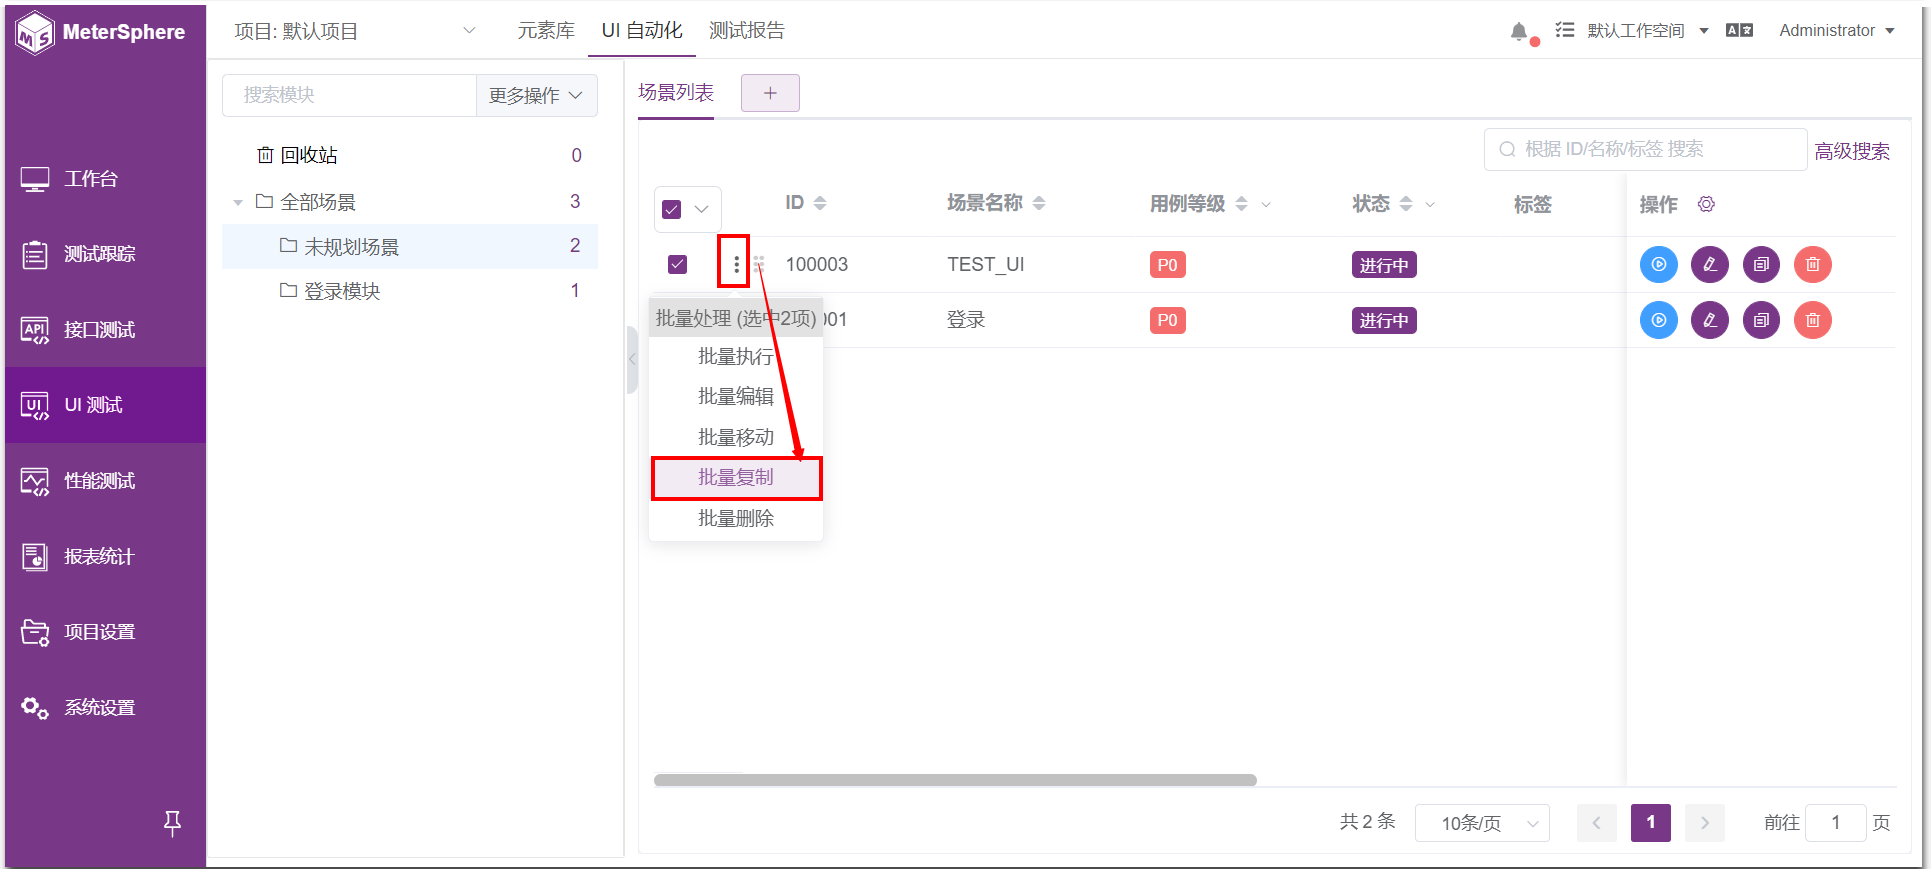 MeterSphere
项目: 默认项目
元素库
UI 自动化
测试报告
默认工作空间
Administrator
工作台
测试跟踪
接口测试
UI 测试
性能测试
报表统计
项目设置
系统设置
搜索模块
更多操作
回收站 0
全部场景 3
未规划场景 2
登录模块 1
场景列表
+
根据 ID/名称/标签 搜索
高级搜索
ID 场景名称 用例等级 状态 标签 操作
100003 TEST_UI P0 进行中
001 登录 P0 进行中
批量处理 (选中2项)
批量执行
批量编辑
批量移动
批量复制
批量删除
共 2 条 10条/页 1 前往 1 页